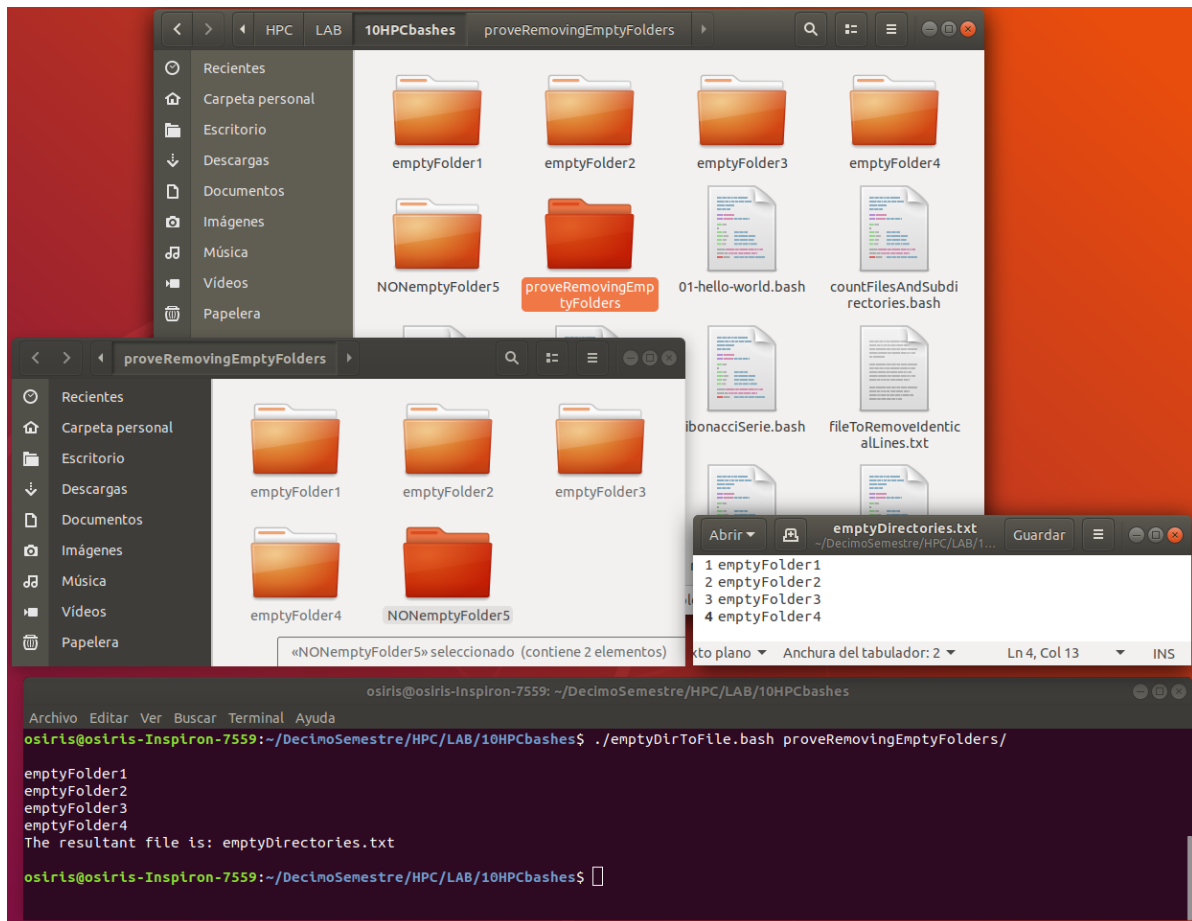 HPC LAB 10HPCbashes proveRemovingEmptyFolders
Recientes
Carpeta personal
Escritorio
Descargas
Documentos
Imágenes
Música
Vídeos
Papelera
emptyFolder1 emptyFolder2 emptyFolder3 emptyFolder4
NONemptyFolder5 proveRemovingEmp
tyFolders
01-hello-world.bash countFilesAndSubdi
rectories.bash
ibonacciSerie.bash fileToRemoveIdentic
alLines.txt
proveRemovingEmptyFolders
Recientes
Carpeta personal
Escritorio
Descargas
Documentos
Imágenes
Música
Vídeos
Papelera
emptyFolder1 emptyFolder2 emptyFolder3
emptyFolder4 NONemptyFolder5
«NONemptyFolder5» seleccionado (contiene 2 elementos)
Abrir emptyDirectories.txt Guardar
~/DecimoSemestre/HPC/LAB/1...
1 emptyFolder1
2 emptyFolder2
3 emptyFolder3
4 emptyFolder4
xto plano Anchura del tabulador: 2 Ln 4, Col 13 INS
osiris@osiris-Inspiron-7559: ~/DecimoSemestre/HPC/LAB/10HPCbashes
Archivo Editar Ver Buscar Terminal Ayuda
osiris@osiris-Inspiron-7559:~/DecimoSemestre/HPC/LAB/10HPCbashes$ ./emptyDirToFile.bash proveRemovingEmptyFolders/
emptyFolder1
emptyFolder2
emptyFolder3
emptyFolder4
The resultant file is: emptyDirectories.txt
osiris@osiris-Inspiron-7559:~/DecimoSemestre/HPC/LAB/10HPCbashes$